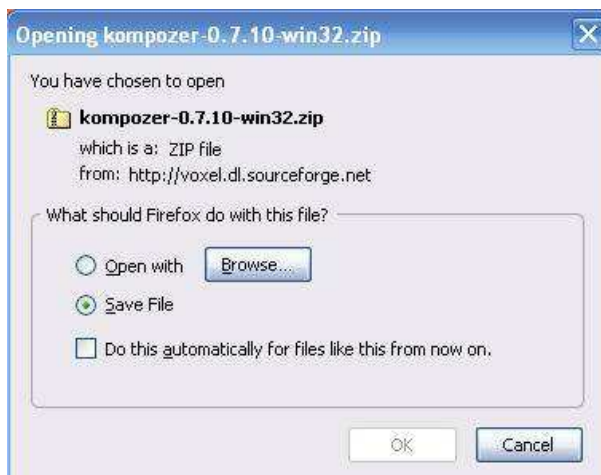 Opening kompozer-0.7.10-win32.zip
You have chosen to open
kompozer-0.7.10-win32.zip
which is a: ZIP file
from: http://voxel.dl.sourceforge.net
What should Firefox do with this file?
Open with Browse...
Save File
Do this automatically for files like this from now on.
OK Cancel